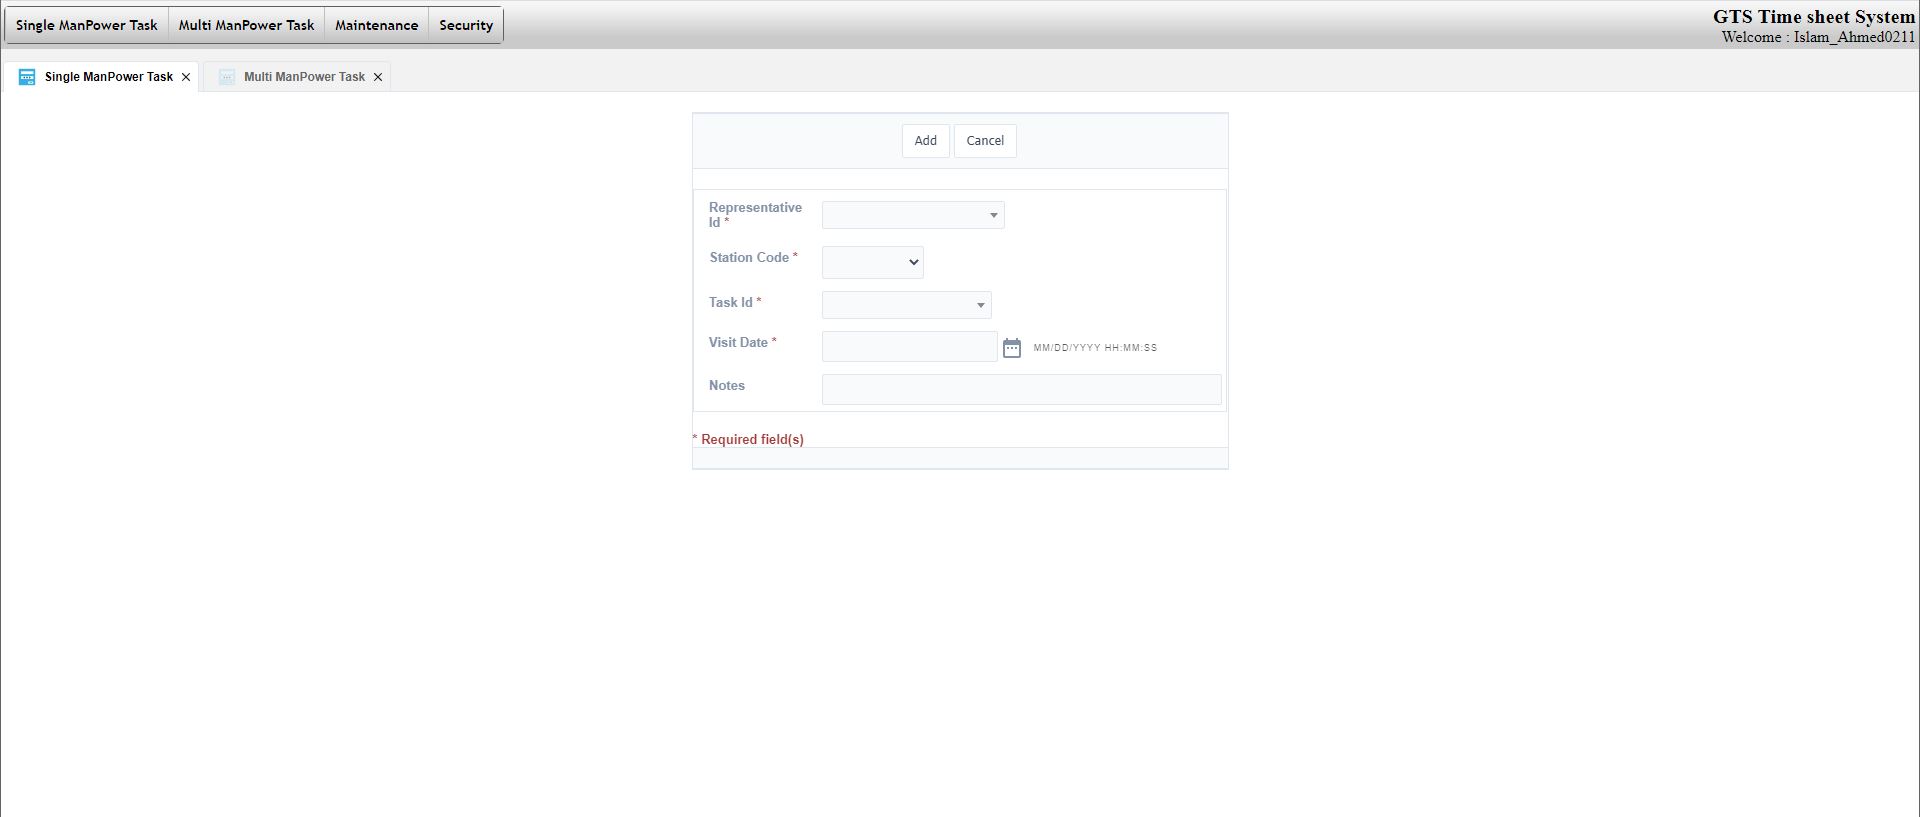 Single ManPower Task Multi ManPower Task Maintenance Security
GTS Time sheet System
Welcome : Islam_Ahmed0211
Single ManPower Task Multi ManPower Task
Add Cancel
Representative
Id *
Station Code *
Task Id *
Visit Date * MM/DD/YYYY HH:MM:SS
Notes
* Required field(s)